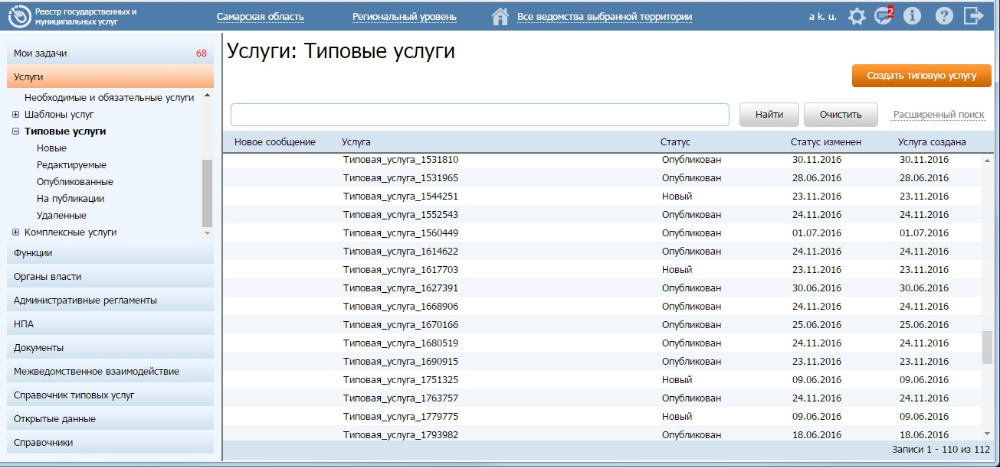 Реестр государственных и
муниципальных услуг
Самарская область
Региональный уровень
Все ведомства выбранной территории
a k. u.
2
Мои задачи 68
Услуги
Необходимые и обязательные услуги
Шаблоны услуг
Типовые услуги
Новые
Редактируемые
Опубликованные
На публикации
Удаленные
Комплексные услуги
Функции
Органы власти
Административные регламенты
НПА
Документы
Межведомственное взаимодействие
Справочник типовых услуг
Открытые данные
Справочники
Услуги: Типовые услуги
Создать типовую услугу
Найти
Очистить
Расширенный поиск
Новое сообщение Услуга Статус Статус изменен Услуга создана
Типовая_услуга_1531810 Опубликован 30.11.2016 30.11.2016
Типовая_услуга_1531965 Опубликован 28.06.2016 28.06.2016
Типовая_услуга_1544251 Новый 23.11.2016 23.11.2016
Типовая_услуга_1552543 Опубликован 24.11.2016 24.11.2016
Типовая_услуга_1560449 Опубликован 01.07.2016 01.07.2016
Типовая_услуга_1614622 Опубликован 24.11.2016 24.11.2016
Типовая_услуга_1617703 Новый 23.11.2016 23.11.2016
Типовая_услуга_1627391 Опубликован 30.06.2016 30.06.2016
Типовая_услуга_1668906 Опубликован 24.11.2016 24.11.2016
Типовая_услуга_1670166 Опубликован 25.06.2016 25.06.2016
Типовая_услуга_1680519 Опубликован 24.11.2016 24.11.2016
Типовая_услуга_1690915 Опубликован 23.11.2016 23.11.2016
Типовая_услуга_1751325 Новый 09.06.2016 09.06.2016
Типовая_услуга_1763757 Опубликован 24.11.2016 24.11.2016
Типовая_услуга_1779775 Новый 09.06.2016 09.06.2016
Типовая_услуга_1793982 Опубликован 18.06.2016 18.06.2016
Записи 1 - 110 из 112